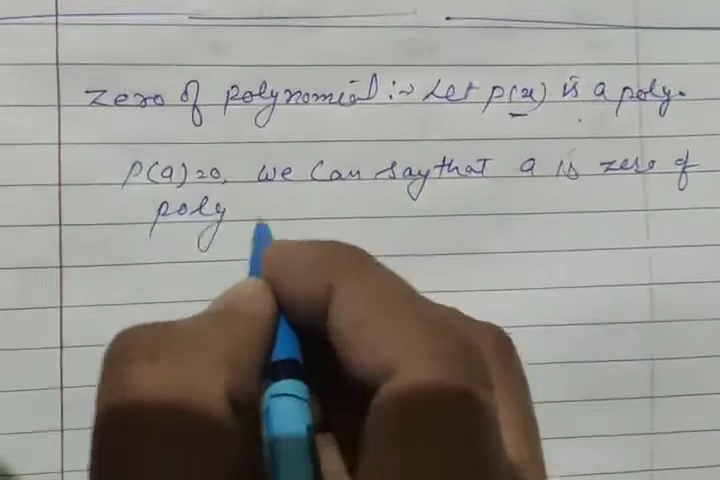 Zero of polynomial :~ Let p(x) is a poly.
P(a)=0, we can say that a is zero of
poly